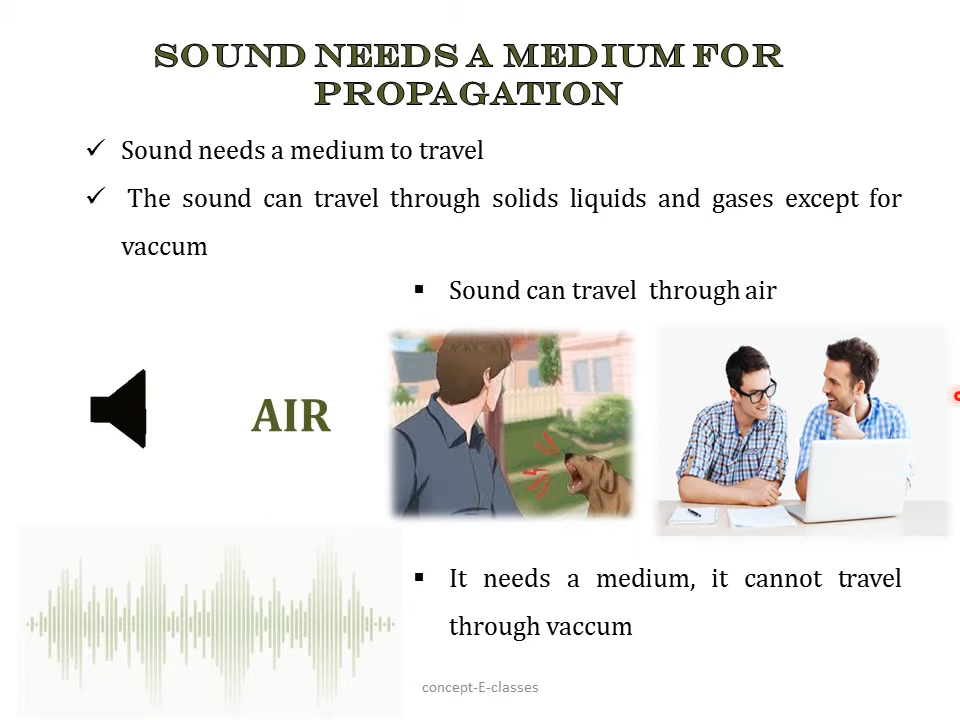 SOUND NEEDS A MEDIUM FOR
PROPAGATION
✓ Sound needs a medium to travel
✓ The sound can travel through solids liquids and gases except for
vaccum
▪ Sound can travel through air
AIR
▪ It needs a medium, it cannot travel
through vaccum
concept-E-classes